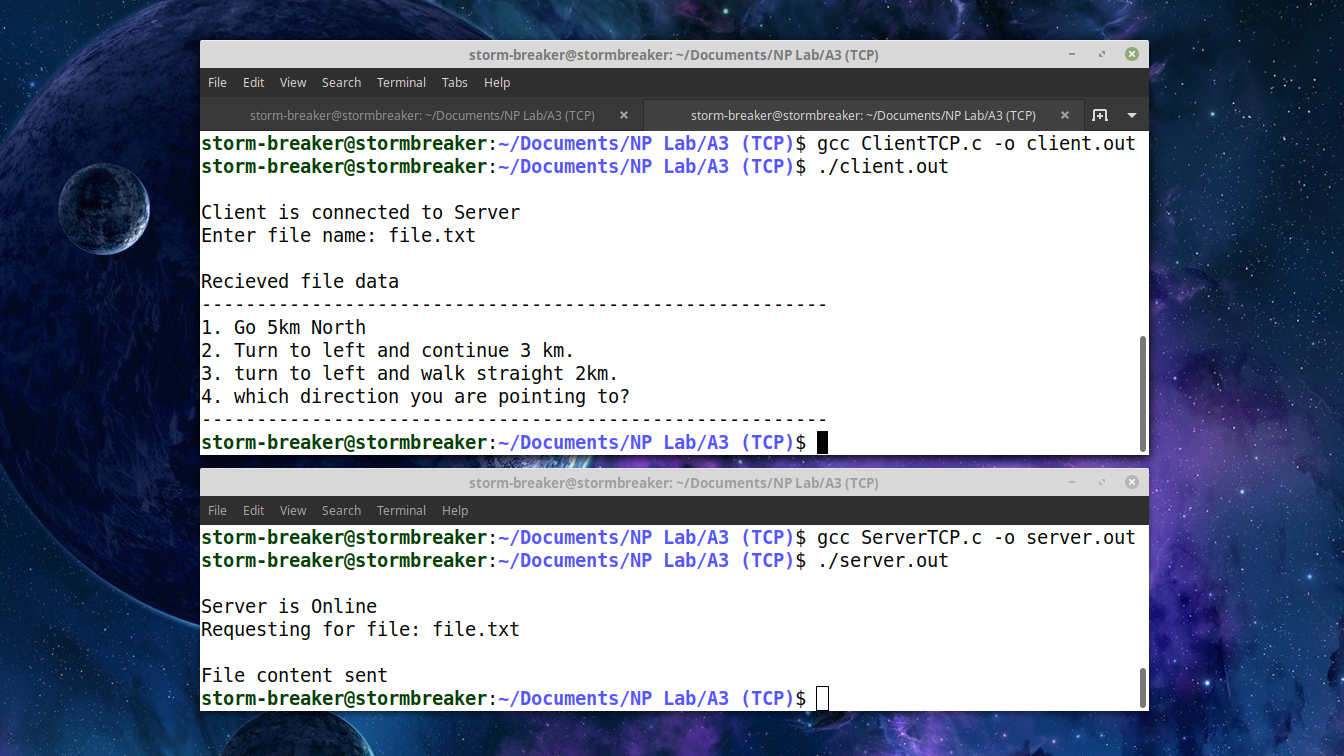 storm-breaker@stormbreaker: ~/Documents/NP Lab/A3 (TCP)
File Edit View Search Terminal Tabs Help
storm-breaker@stormbreaker: ~/Documents/NP Lab/A3 (TCP) storm-breaker@stormbreaker: ~/Documents/NP Lab/A3 (TCP)
storm-breaker@stormbreaker:~/Documents/NP Lab/A3 (TCP)$ gcc ClientTCP.c -o client.out
storm-breaker@stormbreaker:~/Documents/NP Lab/A3 (TCP)$ ./client.out
Client is connected to Server
Enter file name: file.txt
Recieved file data
---------------------------------------------------------
1. Go 5km North
2. Turn to left and continue 3 km.
3. turn to left and walk straight 2km.
4. which direction you are pointing to?
---------------------------------------------------------
storm-breaker@stormbreaker:~/Documents/NP Lab/A3 (TCP)$
storm-breaker@stormbreaker: ~/Documents/NP Lab/A3 (TCP)
File Edit View Search Terminal Help
storm-breaker@stormbreaker:~/Documents/NP Lab/A3 (TCP)$ gcc ServerTCP.c -o server.out
storm-breaker@stormbreaker:~/Documents/NP Lab/A3 (TCP)$ ./server.out
Server is Online
Requesting for file: file.txt
File content sent
storm-breaker@stormbreaker:~/Documents/NP Lab/A3 (TCP)$